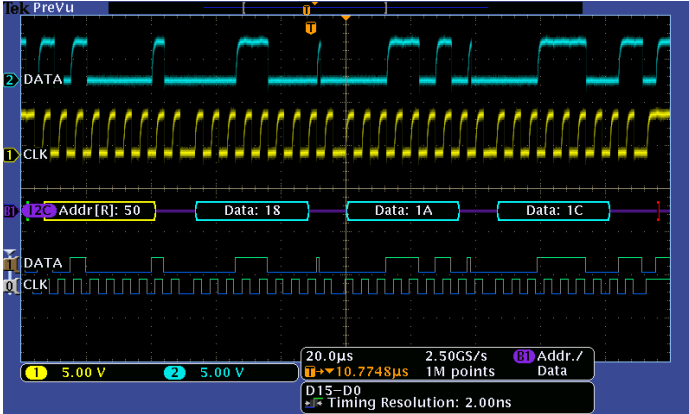 Tek PreVu
T
T
2 DATA
1 CLK
B1 I2C Addr[R]: 50 Data: 18 Data: 1A Data: 1C
1 DATA
0 CLK
1 5.00 V 2 5.00 V
20.0µs 2.50GS/s B1 Addr./
T→▼10.7748µs 1M points Data
D15-D0
Timing Resolution: 2.00ns